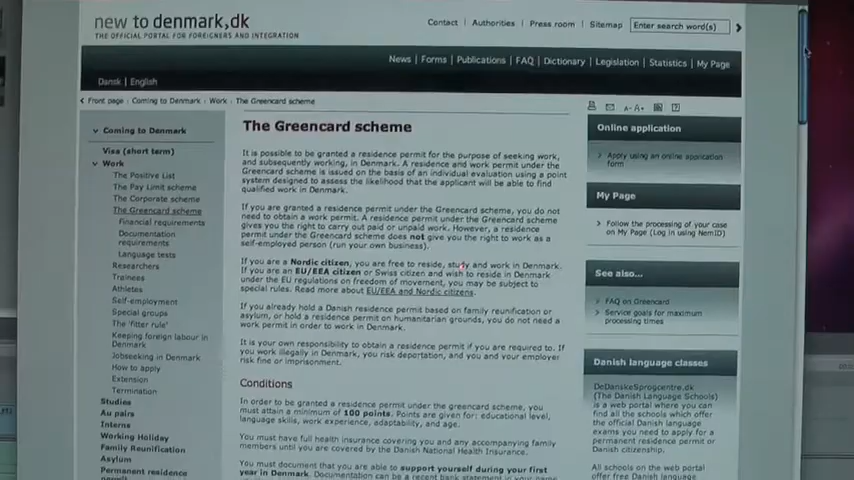 new to denmark,dk
THE OFFICIAL PORTAL FOR FOREIGNERS AND INTEGRATION
Contact | Authorities | Press room | Sitemap
Enter search word(s)
News | Forms | Publications | FAQ | Dictionary | Legislation | Statistics | My Page
Dansk | English
Front page › Coming to Denmark › Work › The Greencard scheme
Coming to Denmark
Visa (short term)
Work
The Positive List
The Pay Limit scheme
The Corporate scheme
The Greencard scheme
Financial requirements
Documentation
requirements
Language tests
Researchers
Trainees
Athletes
Self-employment
Special groups
The 'fitter rule'
Keeping foreign labour in
Denmark
Jobseeking in Denmark
How to apply
Extension
Termination
Studies
Au pairs
Interns
Working Holiday
Family Reunification
Asylum
Permanent residence
The Greencard scheme
It is possible to be granted a residence permit for the purpose of seeking work,
and subsequently working, in Denmark. A residence and work permit under the
Greencard scheme is issued on the basis of an individual evaluation using a point
system designed to assess the likelihood that the applicant will be able to find
qualified work in Denmark.
If you are granted a residence permit under the Greencard scheme, you do not
need to obtain a work permit. A residence permit under the Greencard scheme
gives you the right to carry out paid or unpaid work. However, a residence
permit under the Greencard scheme does not give you the right to work as a
self-employed person (run your own business).
If you are a Nordic citizen, you are free to reside, study and work in Denmark.
If you are an EU/EEA citizen or Swiss citizen and wish to reside in Denmark
under the EU regulations on freedom of movement, you may be subject to
special rules. Read more about EU/EEA and Nordic citizens.
If you already hold a Danish residence permit based on family reunification or
asylum, or hold a residence permit on humanitarian grounds, you do not need a
work permit in order to work in Denmark.
It is your own responsibility to obtain a residence permit if you are required to. If
you work illegally in Denmark, you risk deportation, and you and your employer
risk fine or imprisonment.
Conditions
In order to be granted a residence permit under the greencard scheme, you
must attain a minimum of 100 points. Points are given for: educational level,
language skills, work experience, adaptability, and age.
You must have full health insurance covering you and any accompanying family
members until you are covered by the Danish National Health Insurance.
You must document that you are able to support yourself during your first
year in Denmark. Documentation can be a recent bank statement in your name
A- A+
Online application
Apply using an online application
form
My Page
Follow the processing of your case
on My Page (Log in using NemID)
See also...
FAQ on Greencard
Service goals for maximum
processing times
Danish language classes
DeDanskeSprogcentre.dk
(The Danish Language Schools)
is a web portal where you can
find all the schools which offer
the official Danish language
exams you need to apply for a
permanent residence permit or
Danish citizenship.
All schools on the web portal
offer free Danish language